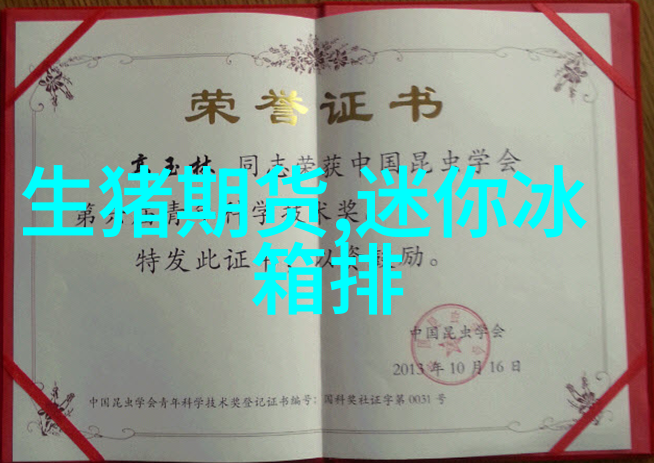 荣誉证书
同志荣获中国昆虫学会
生猪期货,迷你冰
箱排
特发此证
励。
中国昆虫学会
2013年10月16日
中国昆虫学会青年科学技术奖登记证书编号：国科奖社证字第0031号